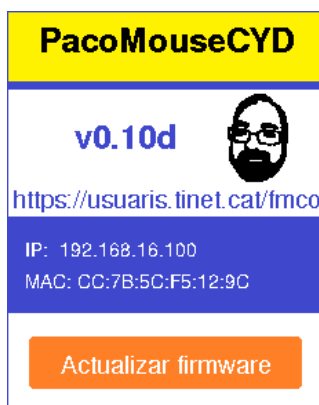 PacoMouseCYD
v0.10d
https://usuaris.tinet.cat/fmco
IP: 192.168.16.100
MAC: CC:7B:5C:F5:12:9C
Actualizar firmware